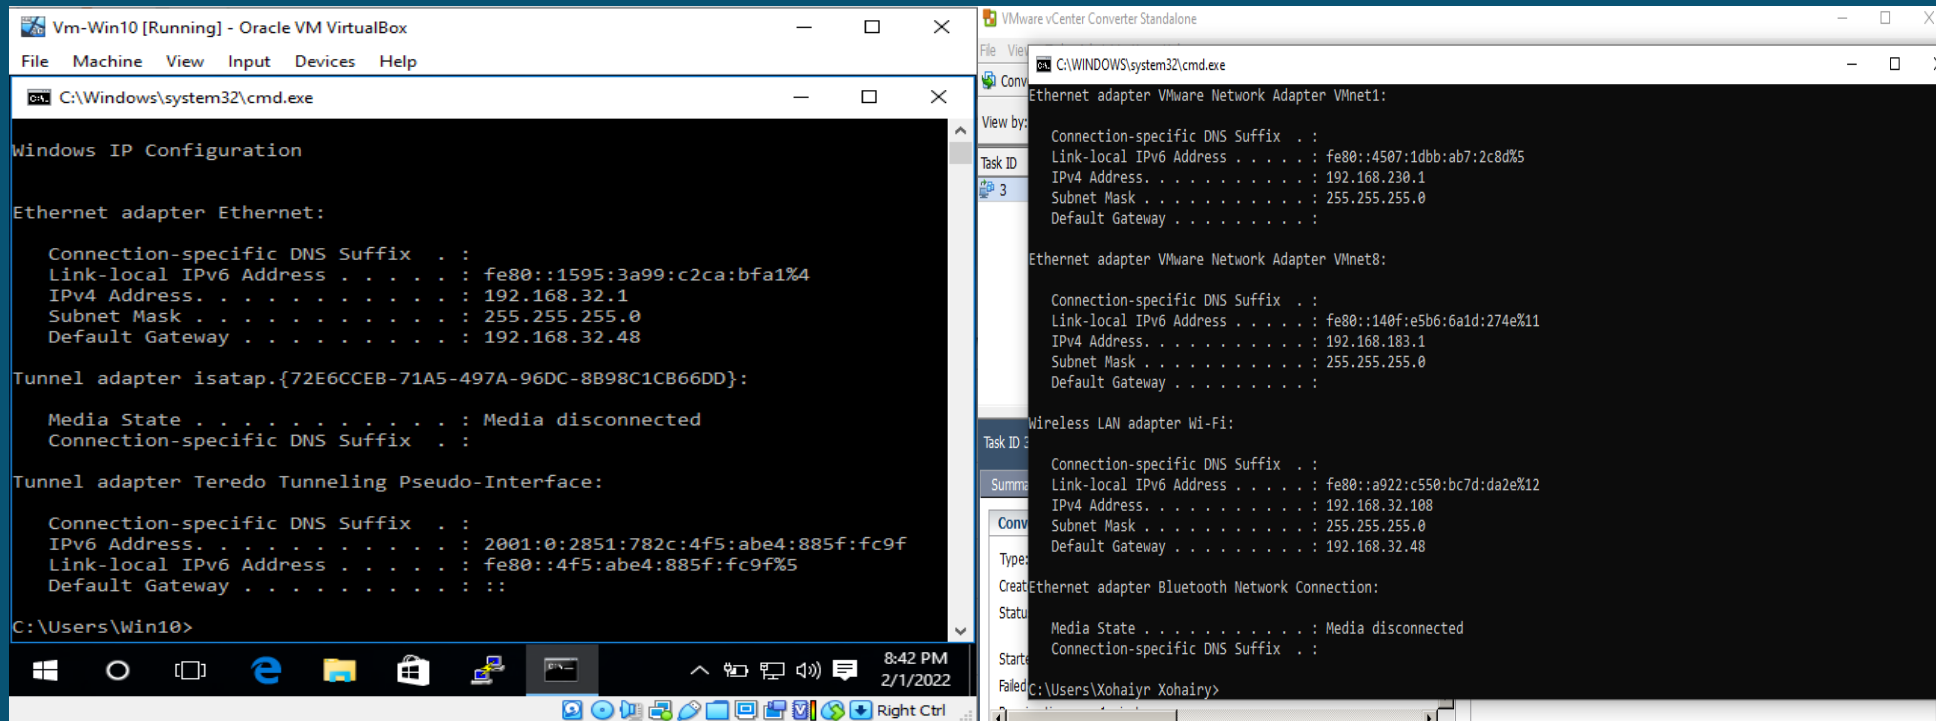 Vm-Win10 [Running] - Oracle VM VirtualBox
File Machine View Input Devices Help
C:\Windows\system32\cmd.exe
Windows IP Configuration
Ethernet adapter Ethernet:
Connection-specific DNS Suffix . :
Link-local IPv6 Address . . . . . : fe80::1595:3a99:c2ca:bfa1%4
IPv4 Address. . . . . . . . . . . : 192.168.32.1
Subnet Mask . . . . . . . . . . . : 255.255.255.0
Default Gateway . . . . . . . . . : 192.168.32.48
Tunnel adapter isatap.{72E6CCEB-71A5-497A-96DC-8B98C1CB66DD}:
Media State . . . . . . . . . . . : Media disconnected
Connection-specific DNS Suffix . :
Tunnel adapter Teredo Tunneling Pseudo-Interface:
Connection-specific DNS Suffix . :
IPv6 Address. . . . . . . . . . . : 2001:0:2851:782c:4f5:abe4:885f:fc9f
Link-local IPv6 Address . . . . . : fe80::4f5:abe4:885f:fc9f%5
Default Gateway . . . . . . . . . : ::
C:\Users\Win10>
8:42 PM
2/1/2022
Right Ctrl
VMware vCenter Converter Standalone
File View
Conv
View by:
Task ID
3
Task ID 3
Summa
Conv
Type:
Creat
Statu
Starte
Failed
C:\WINDOWS\system32\cmd.exe
Ethernet adapter VMware Network Adapter VMnet1:
Connection-specific DNS Suffix . :
Link-local IPv6 Address . . . . . : fe80::4507:1dbb:ab7:2c8d%5
IPv4 Address. . . . . . . . . . . : 192.168.230.1
Subnet Mask . . . . . . . . . . . : 255.255.255.0
Default Gateway . . . . . . . . . :
Ethernet adapter VMware Network Adapter VMnet8:
Connection-specific DNS Suffix . :
Link-local IPv6 Address . . . . . : fe80::140f:e5b6:6a1d:274e%11
IPv4 Address. . . . . . . . . . . : 192.168.183.1
Subnet Mask . . . . . . . . . . . : 255.255.255.0
Default Gateway . . . . . . . . . :
Wireless LAN adapter Wi-Fi:
Connection-specific DNS Suffix . :
Link-local IPv6 Address . . . . . : fe80::a922:c550:bc7d:da2e%12
IPv4 Address. . . . . . . . . . . : 192.168.32.108
Subnet Mask . . . . . . . . . . . : 255.255.255.0
Default Gateway . . . . . . . . . : 192.168.32.48
Ethernet adapter Bluetooth Network Connection:
Media State . . . . . . . . . . . : Media disconnected
Connection-specific DNS Suffix . :
C:\Users\Xohaiyr Xohairy>